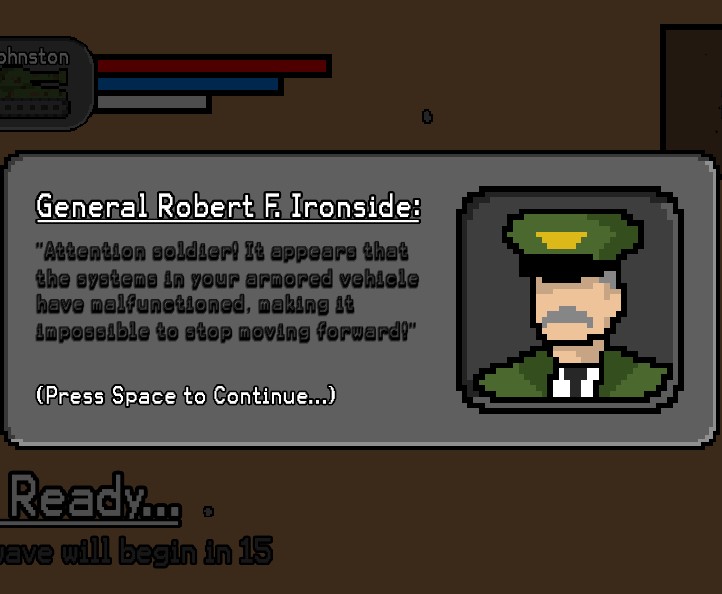 ohnston
General Robert F. Ironside:
"Attention soldier! It appears that
the systems in your armored vehicle
have malfunctioned, making it
impossible to stop moving forward!"
(Press Space to Continue...)
Ready...
wave will begin in 15